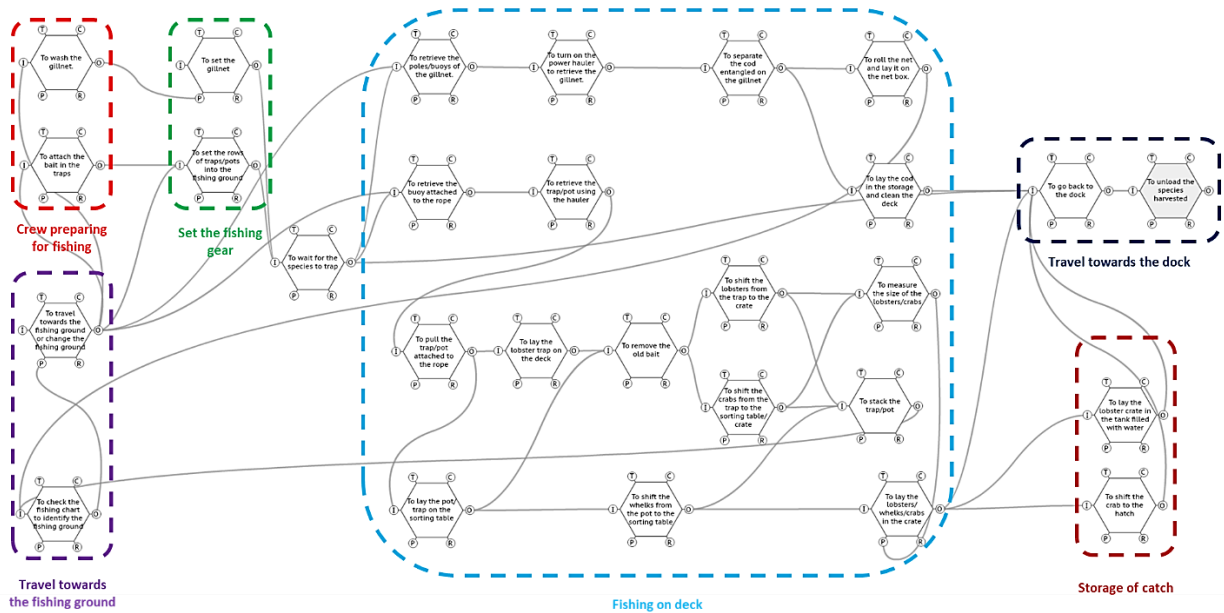 To wash the
gillnet.
To attach the
bait in the
traps
Crew preparing
for fishing
To set the
gillnet
To set the rows
of traps/pots
into the
fishing ground
Set the fishing
gear
To travel
towards the
fishing ground
or change the
fishing ground
To check the
fishing chart
to identify the
fishing ground
Travel towards
the fishing ground
To wait for the
species to trap
To retrieve the
poles/buoys of
the gillnet.
To turn on the
power hauler
to retrieve the
gillnet.
To separate
the cod
entangled on
the gillnet
To roll the net
and lay it on
the net box.
To retrieve the
buoy attached
to the rope
To retrieve the
trap/pot using
the hauler
To lay the cod
in the storage
and clean the
deck
To shift the
lobsters from
the trap to the
crate
To measure
the size of the
lobsters/crabs
To pull the
trap/pot
attached to
the rope
To lay the
lobster trap on
the deck
To remove the
old bait
To shift the
crabs from the
trap to the
sorting table/
crate
To stack the
trap/pot
To lay the pot/
trap on the
sorting table
To shift the
whelks from
the pot to the
sorting table
To lay the
lobsters/
whelks/crabs
in the crate
Fishing on deck
To go back to
the dock
To unload the
species
harvested
Travel towards the dock
To lay the
lobster crate in
the tank filled
with water
To shift the
crab to the
hatch
Storage of catch